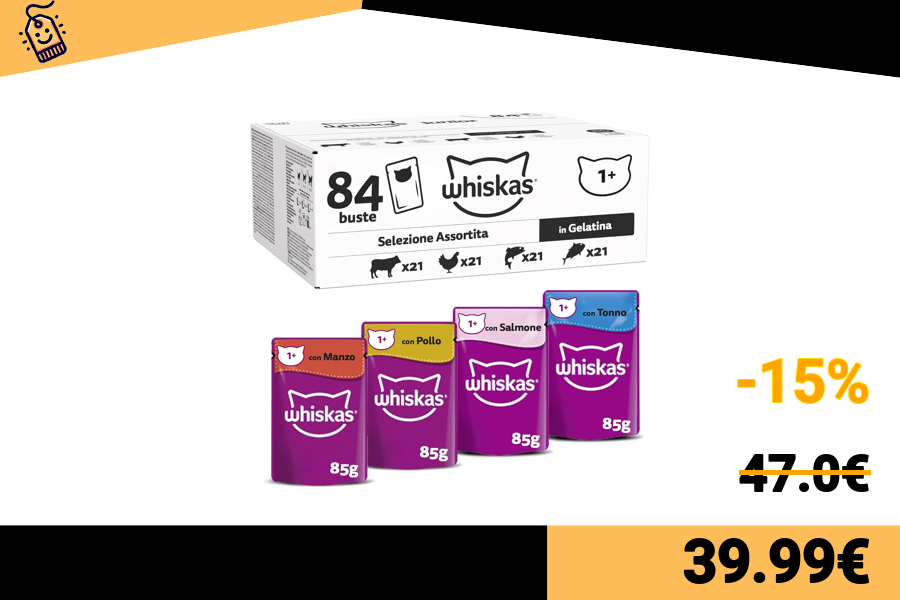 84
buste
whiskas
1+
Selezione Assortita
in Gelatina
x21
x21
x21
x21
1+
con Manzo
whiskas
85g
1+
con Pollo
whiskas
85g
1+
con Salmone
whiskas
85g
1+
con Tonno
whiskas
85g
-15%
47.0€
39.99€